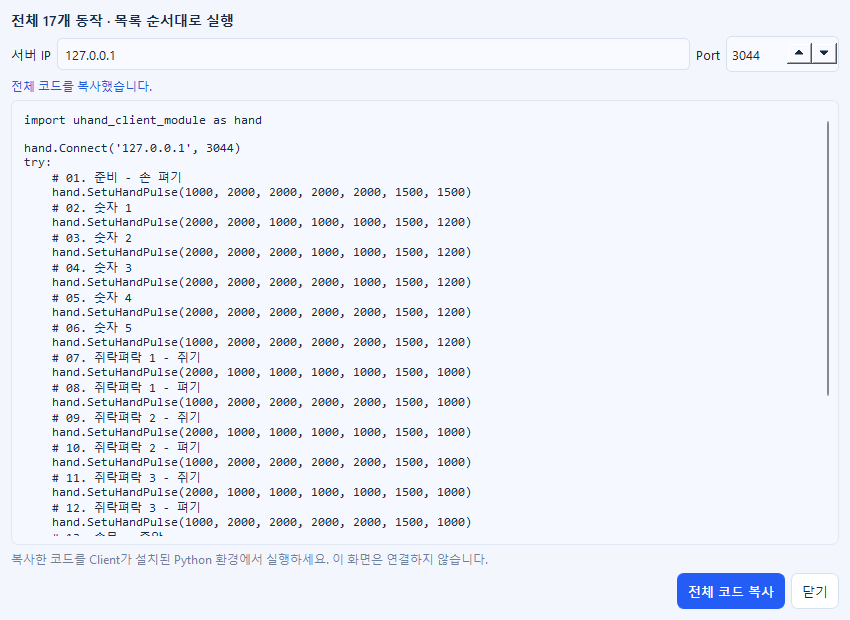 전체 17개 동작 · 목록 순서대로 실행
서버 IP 127.0.0.1 Port 3044
전체 코드를 복사했습니다.
import uhand_client_module as hand
hand.Connect('127.0.0.1', 3044)
try:
# 01. 준비 - 손 펴기
hand.SetuHandPulse(1000, 2000, 2000, 2000, 2000, 1500, 1500)
# 02. 숫자 1
hand.SetuHandPulse(2000, 2000, 1000, 1000, 1000, 1500, 1200)
# 03. 숫자 2
hand.SetuHandPulse(2000, 2000, 2000, 1000, 1000, 1500, 1200)
# 04. 숫자 3
hand.SetuHandPulse(2000, 2000, 2000, 2000, 1000, 1500, 1200)
# 05. 숫자 4
hand.SetuHandPulse(2000, 2000, 2000, 2000, 2000, 1500, 1200)
# 06. 숫자 5
hand.SetuHandPulse(1000, 2000, 2000, 2000, 2000, 1500, 1200)
# 07. 쥐락펴락 1 - 쥐기
hand.SetuHandPulse(2000, 1000, 1000, 1000, 1000, 1500, 1000)
# 08. 쥐락펴락 1 - 펴기
hand.SetuHandPulse(1000, 2000, 2000, 2000, 2000, 1500, 1000)
# 09. 쥐락펴락 2 - 쥐기
hand.SetuHandPulse(2000, 1000, 1000, 1000, 1000, 1500, 1000)
# 10. 쥐락펴락 2 - 펴기
hand.SetuHandPulse(1000, 2000, 2000, 2000, 2000, 1500, 1000)
# 11. 쥐락펴락 3 - 쥐기
hand.SetuHandPulse(2000, 1000, 1000, 1000, 1000, 1500, 1000)
# 12. 쥐락펴락 3 - 펴기
hand.SetuHandPulse(1000, 2000, 2000, 2000, 2000, 1500, 1000)
복사한 코드를 Client가 설치된 Python 환경에서 실행하세요. 이 화면은 연결하지 않습니다.
전체 코드 복사 닫기